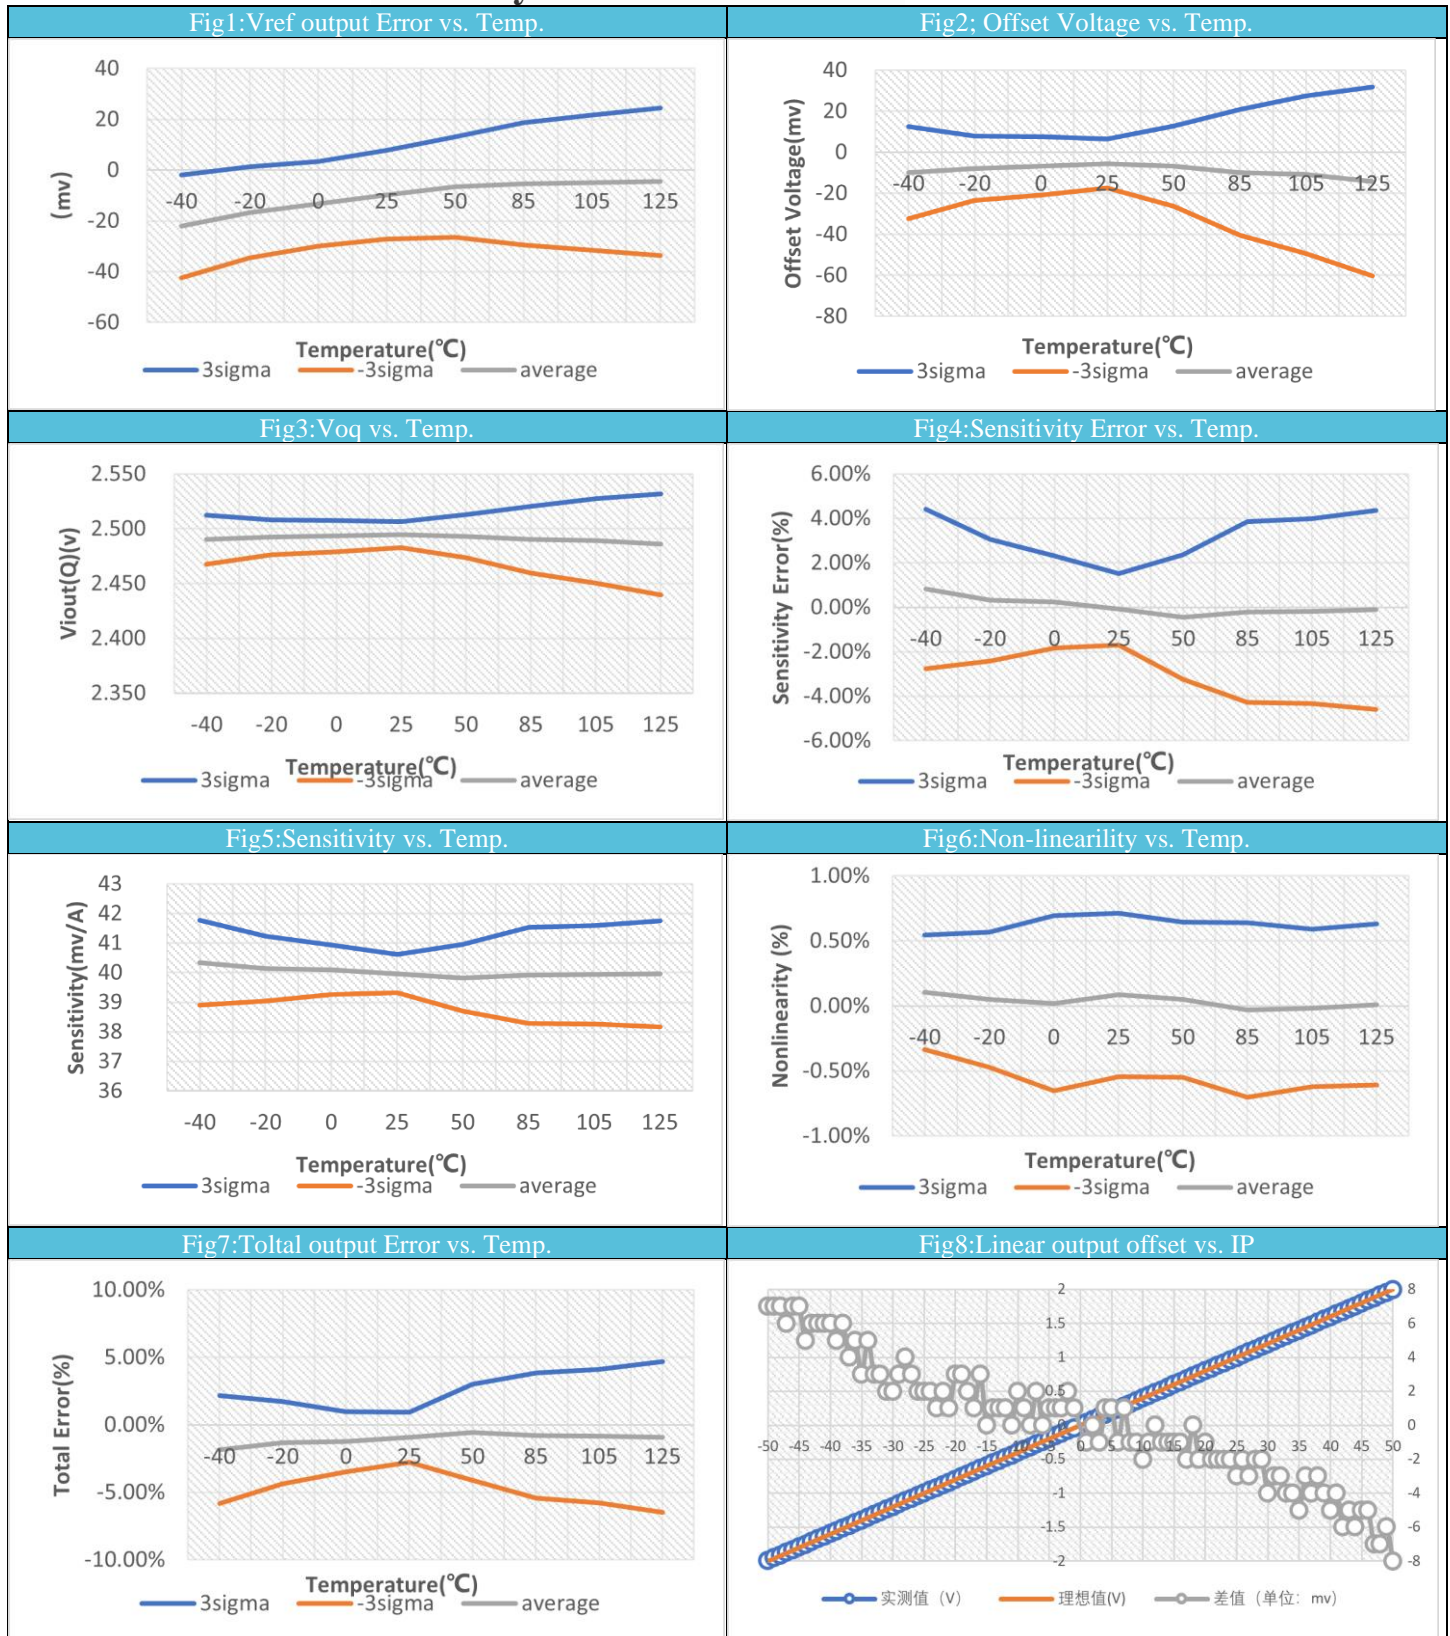 Fig1:Vref output Error vs. Temp.
40
20
0
-20
-40
-60
(mv)
-40 -20 0 25 50 85 105 125
Temperature(℃)
3sigma -3sigma average
Fig2; Offset Voltage vs. Temp.
40
20
0
-20
-40
-60
-80
Offset Voltage(mv)
-40 -20 0 25 50 85 105 125
Temperature(℃)
3sigma -3sigma average
Fig3:Voq vs. Temp.
2.550
2.500
2.450
2.400
2.350
Viout(Q)(v)
-40 -20 0 25 50 85 105 125
Temperature(℃)
3sigma -3sigma average
Fig4:Sensitivity Error vs. Temp.
6.00%
4.00%
2.00%
0.00%
-2.00%
-4.00%
-6.00%
Sensitivity Error(%)
-40 -20 0 25 50 85 105 125
Temperature(℃)
3sigma -3sigma average
Fig5:Sensitivity vs. Temp.
43
42
41
40
39
38
37
36
Sensitivity(mv/A)
-40 -20 0 25 50 85 105 125
Temperature(℃)
3sigma -3sigma average
Fig6:Non-linearility vs. Temp.
1.00%
0.50%
0.00%
-0.50%
-1.00%
Nonlinearity (%)
-40 -20 0 25 50 85 105 125
Temperature(℃)
3sigma -3sigma average
Fig7:Toltal output Error vs. Temp.
10.00%
5.00%
0.00%
-5.00%
-10.00%
Total Error(%)
-40 -20 0 25 50 85 105 125
Temperature(℃)
3sigma -3sigma average
Fig8:Linear output offset vs. IP
2
1.5
1
0.5
0
-0.5
-1
-1.5
-2
8
6
4
2
0
-2
-4
-6
-8
-50 -45 -40 -35 -30 -25 -20 -15 -10 -5 0 5 10 15 20 25 30 35 40 45 50
实测值（V） 理想值(V) 差值（单位：mv）